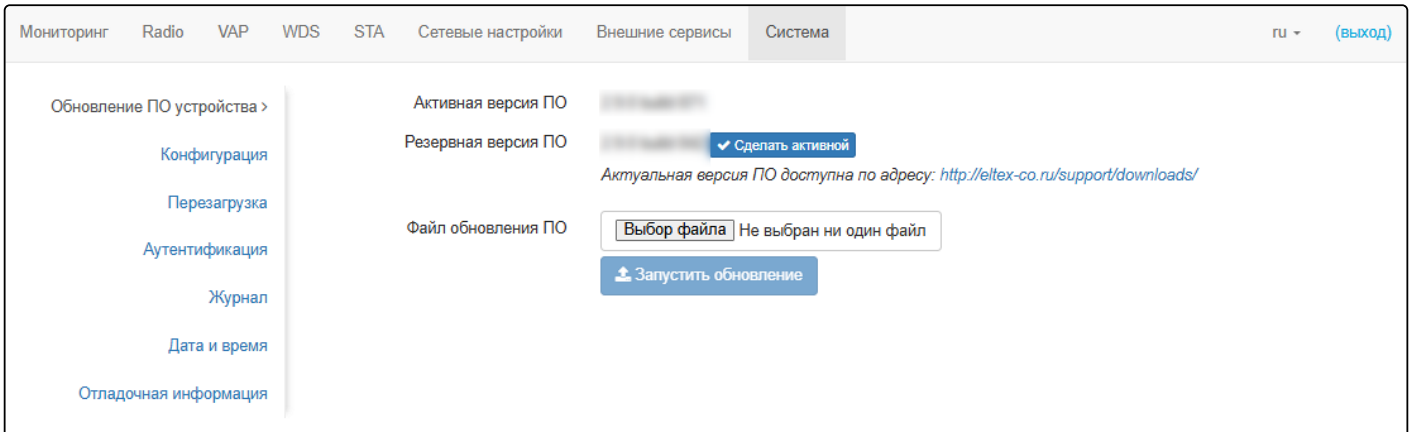 Мониторинг Radio VAP WDS STA Сетевые настройки Внешние сервисы Система ru (выход)
Обновление ПО устройства >
Конфигурация
Перезагрузка
Аутентификация
Журнал
Дата и время
Отладочная информация
Активная версия ПО
Резервная версия ПО Сделать активной
Актуальная версия ПО доступна по адресу: http://eltex-co.ru/support/downloads/
Файл обновления ПО Выбор файла Не выбран ни один файл
Запустить обновление